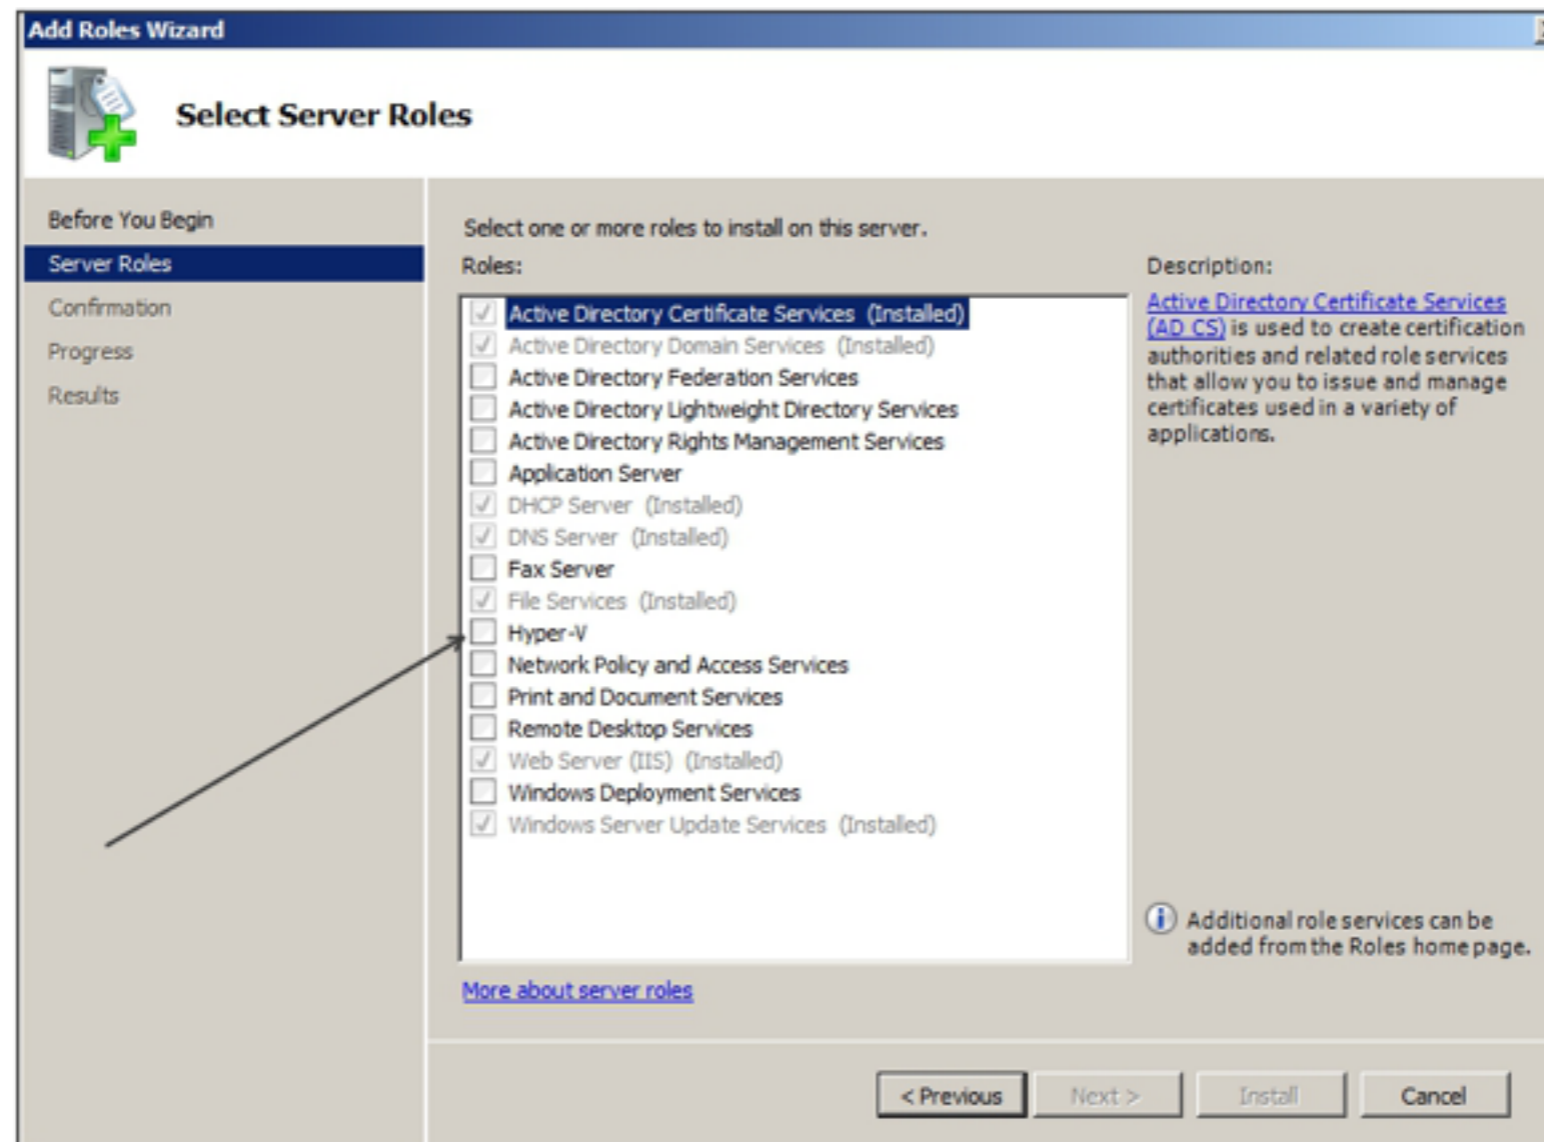 Add Roles Wizard
Select Server Roles
Before You Begin
Server Roles
Confirmation
Progress
Results
Select one or more roles to install on this server.
Roles:
Active Directory Certificate Services (Installed)
Active Directory Domain Services (Installed)
Active Directory Federation Services
Active Directory Lightweight Directory Services
Active Directory Rights Management Services
Application Server
DHCP Server (Installed)
DNS Server (Installed)
Fax Server
File Services (Installed)
Hyper-V
Network Policy and Access Services
Print and Document Services
Remote Desktop Services
Web Server (IIS) (Installed)
Windows Deployment Services
Windows Server Update Services (Installed)
More about server roles
Description:
Active Directory Certificate Services
(AD CS) is used to create certification
authorities and related role services
that allow you to issue and manage
certificates used in a variety of
applications.
Additional role services can be
added from the Roles home page.
< Previous
Next >
Install
Cancel